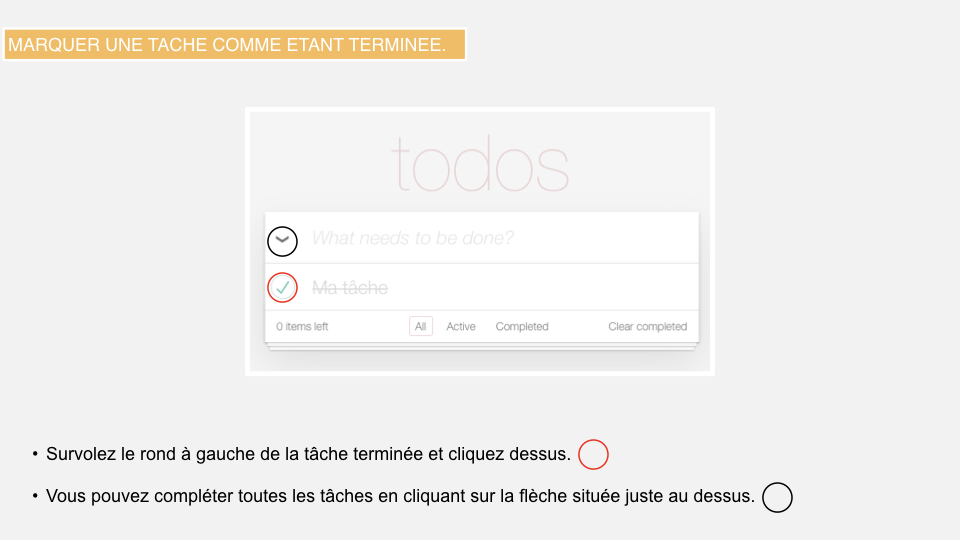 MARQUER UNE TACHE COMME ETANT TERMINEE.
todos
What needs to be done?
Ma tâche
0 items left
All
Active
Completed
Clear completed
• Survolez le rond à gauche de la tâche terminée et cliquez dessus.
• Vous pouvez compléter toutes les tâches en cliquant sur la flèche située juste au dessus.